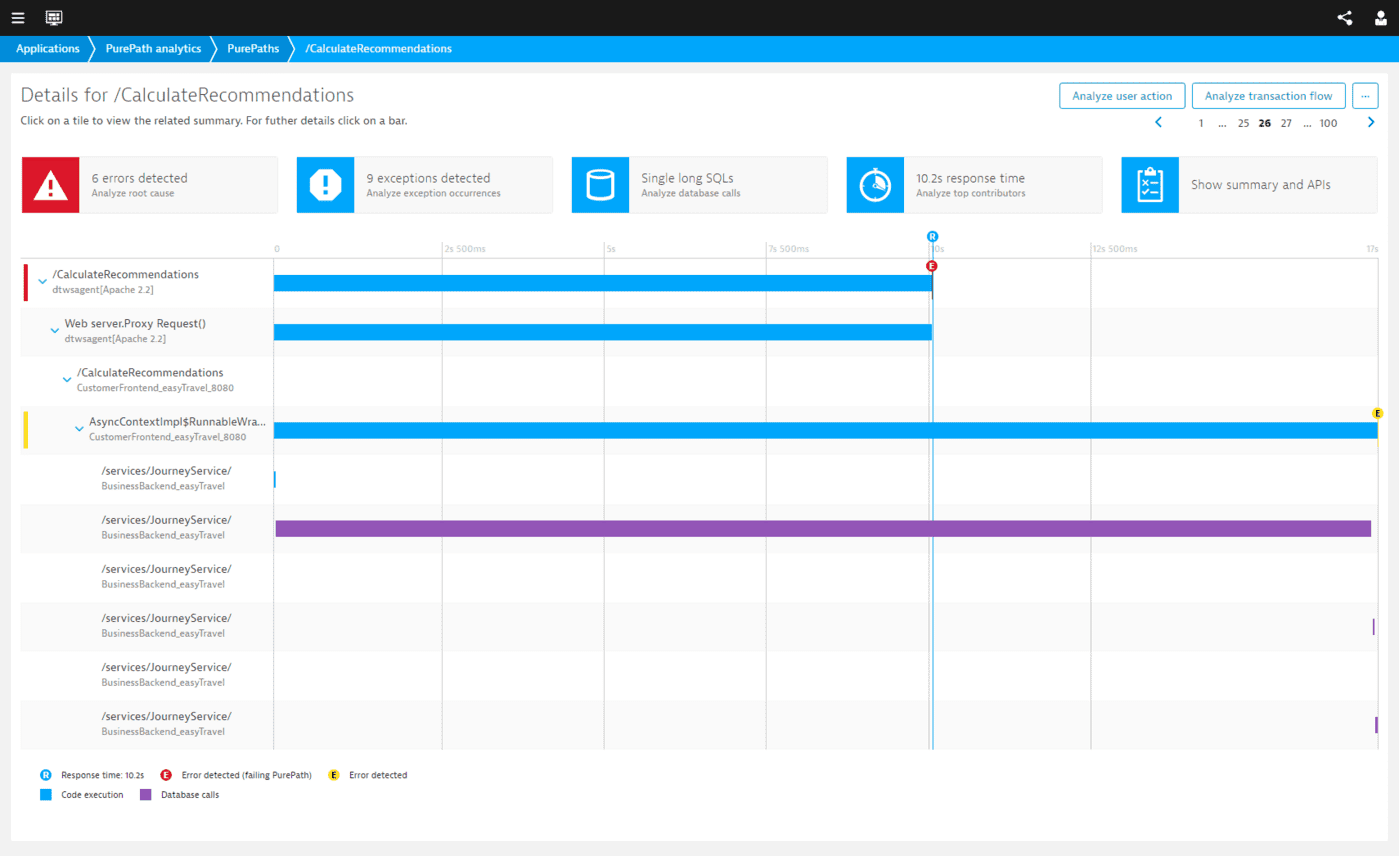 Applications PurePath analytics PurePaths /CalculateRecommendations
Details for /CalculateRecommendations
Analyze user action Analyze transaction flow ...
Click on a tile to view the related summary. For futher details click on a bar.
1 ... 25 26 27 ... 100
6 errors detected
Analyze root cause
9 exceptions detected
Analyze exception occurrences
Single long SQLs
Analyze database calls
10.2s response time
Analyze top contributors
Show summary and APIs
R
0 2s 500ms 5s 7s 500ms 10s 12s 500ms 17s
E
/CalculateRecommendations
dtwsagent[Apache 2.2]
Web server.Proxy Request()
dtwsagent[Apache 2.2]
/CalculateRecommendations
CustomerFrontend_easyTravel_8080
E
AsyncContextImpl$RunnableWra...
CustomerFrontend_easyTravel_8080
/services/JourneyService/
BusinessBackend_easyTravel
/services/JourneyService/
BusinessBackend_easyTravel
/services/JourneyService/
BusinessBackend_easyTravel
/services/JourneyService/
BusinessBackend_easyTravel
/services/JourneyService/
BusinessBackend_easyTravel
/services/JourneyService/
BusinessBackend_easyTravel
R Response time: 10.2s E Error detected (failing PurePath) E Error detected
Code execution Database calls